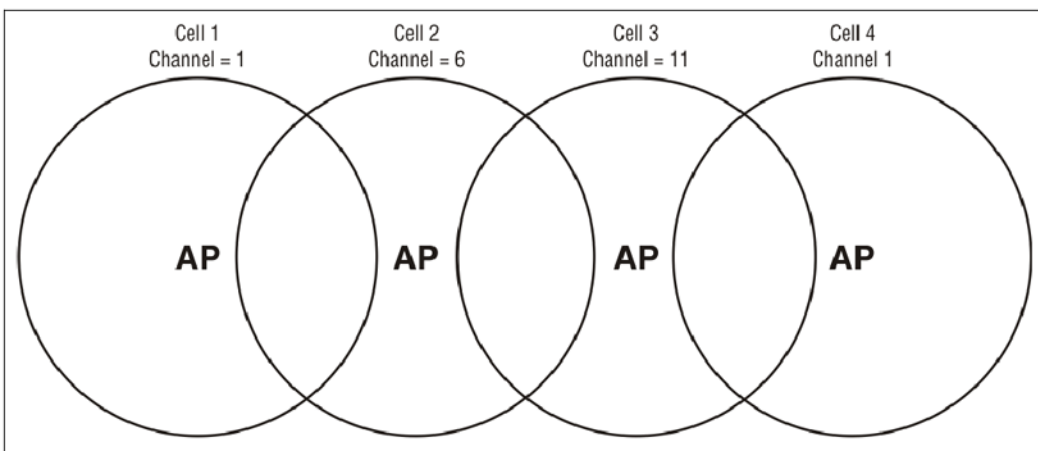 Cell 1
Channel = 1
Cell 2
Channel = 6
Cell 3
Channel = 11
Cell 4
Channel 1
AP
AP
AP
AP